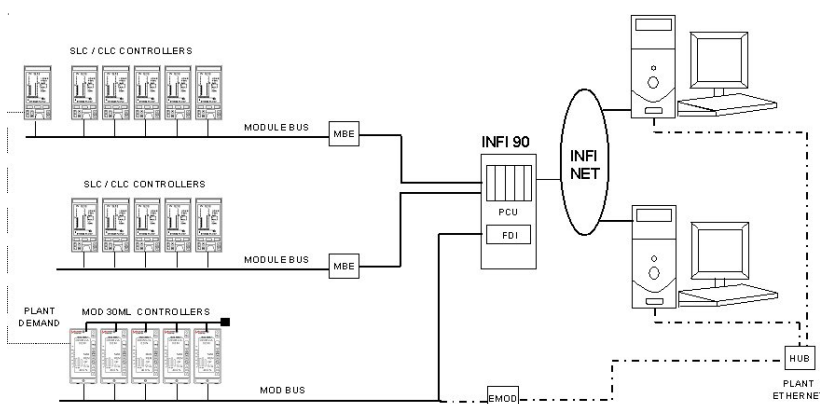 SLC / CLC CONTROLLERS
MODULE BUS
MBE
INFI 90
PCU
FDI
INFI
NET
SLC / CLC CONTROLLERS
MODULE BUS
MBE
PLANT
DEMAND
MOD 30ML CONTROLLERS
MOD BUS
EMOD
HUB
PLANT
ETHERNET